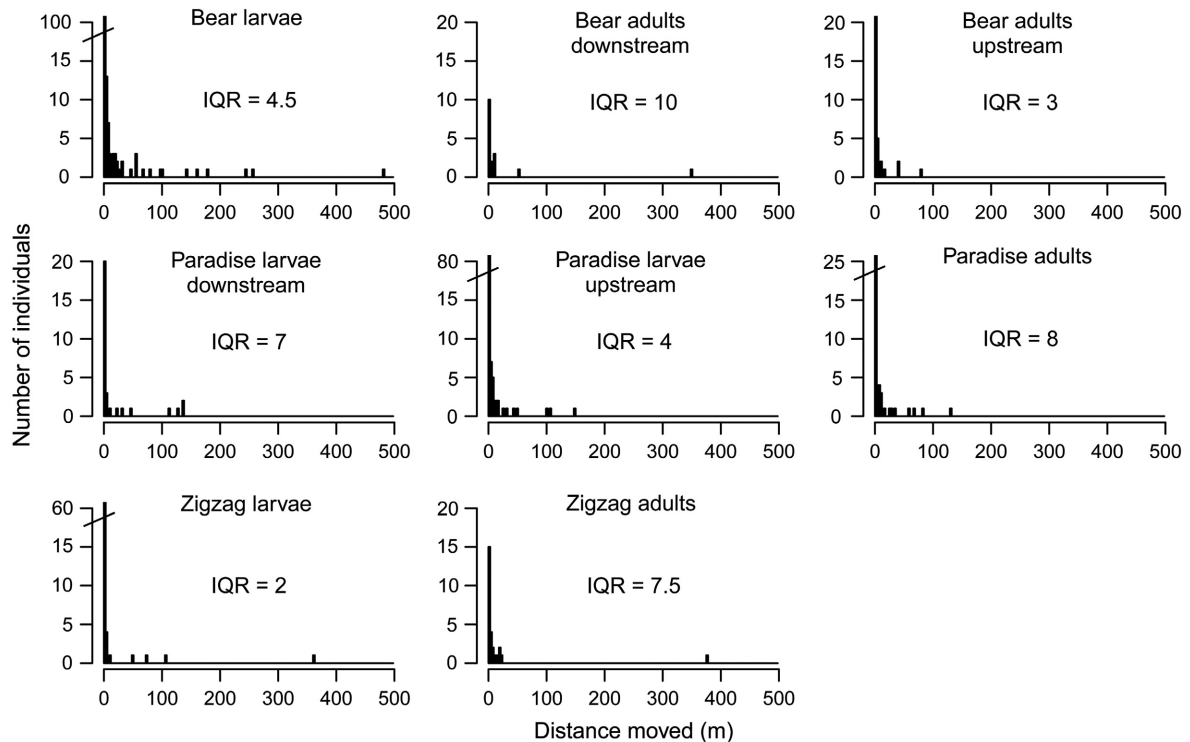 Number of individuals
Bear larvae
IQR = 4.5
100
15
10
5
0
0 100 200 300 400 500
Bear adults
downstream
IQR = 10
20
15
10
5
0
0 100 200 300 400 500
Bear adults
upstream
IQR = 3
20
15
10
5
0
0 100 200 300 400 500
Paradise larvae
downstream
IQR = 7
20
15
10
5
0
0 100 200 300 400 500
Paradise larvae
upstream
IQR = 4
80
15
10
5
0
0 100 200 300 400 500
Paradise adults
IQR = 8
25
15
10
5
0
0 100 200 300 400 500
Zigzag larvae
IQR = 2
60
15
10
5
0
0 100 200 300 400 500
Zigzag adults
IQR = 7.5
20
15
10
5
0
0 100 200 300 400 500
Distance moved (m)